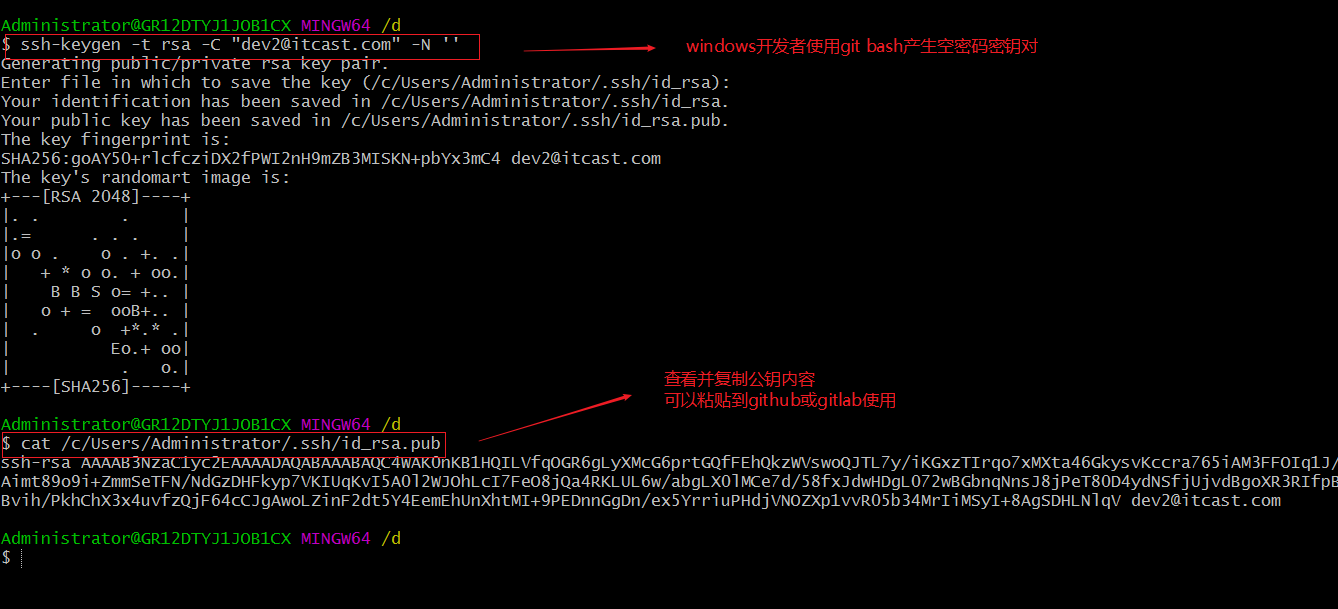 Administrator@GR12DTYJ1JOB1CX MINGW64 /d
$ ssh-keygen -t rsa -C "dev2@itcast.com" -N ''
windows开发者使用git bash产生空密码密钥对
Generating public/private rsa key pair.
Enter file in which to save the key (/c/Users/Administrator/.ssh/id_rsa):
Your identification has been saved in /c/Users/Administrator/.ssh/id_rsa.
Your public key has been saved in /c/Users/Administrator/.ssh/id_rsa.pub.
The key fingerprint is:
SHA256:goAY5O+rlcfcziDX2fPWI2nH9mZB3MISKN+pbYx3mC4 dev2@itcast.com
The key's randomart image is:
+---[RSA 2048]----+
|. .        .     |
|.=      . . .    |
|o o .    o . +. .|
|   + * o o. + oo.|
|    B B S o= +.. |
|   o + =  ooB+.. |
|  .     o  +*.* .|
|          Eo.+ oo|
|           .   o.|
+----[SHA256]-----+
查看并复制公钥内容
可以粘贴到github或gitlab使用
Administrator@GR12DTYJ1JOB1CX MINGW64 /d
$ cat /c/Users/Administrator/.ssh/id_rsa.pub
ssh-rsa AAAAB3NzaC1yc2EAAAADAQABAAABAQC4WAKOnKB1HQILVfqOGR6gLyXMcG6prtGQfFEhQkzWVswoQJTL7y/iKGxzTIrqo7xMXta46GkysvKccra765iAM3FFOIq1J/
Aimt89o9i+ZmmSeTFN/NdGzDHFkyp7VKIUqKvI5AOl2WJOhLcI7FeO8jQa4RKLUL6w/abgLXOlMCe7d/58fxJdwHDgLO72wBGbnqNnsJ8jPeT8OD4ydNSfjUjvdBgoXR3RIfpB
Bvih/PkhChX3x4uvfzQjF64cCJgAwoLZinF2dt5Y4EemEhUnXhtMI+9PEDnnGgDn/ex5YrriuPHdjVNOZXp1vvRO5b34MrIiMSyI+8AgSDHLNlqV dev2@itcast.com
Administrator@GR12DTYJ1JOB1CX MINGW64 /d
$